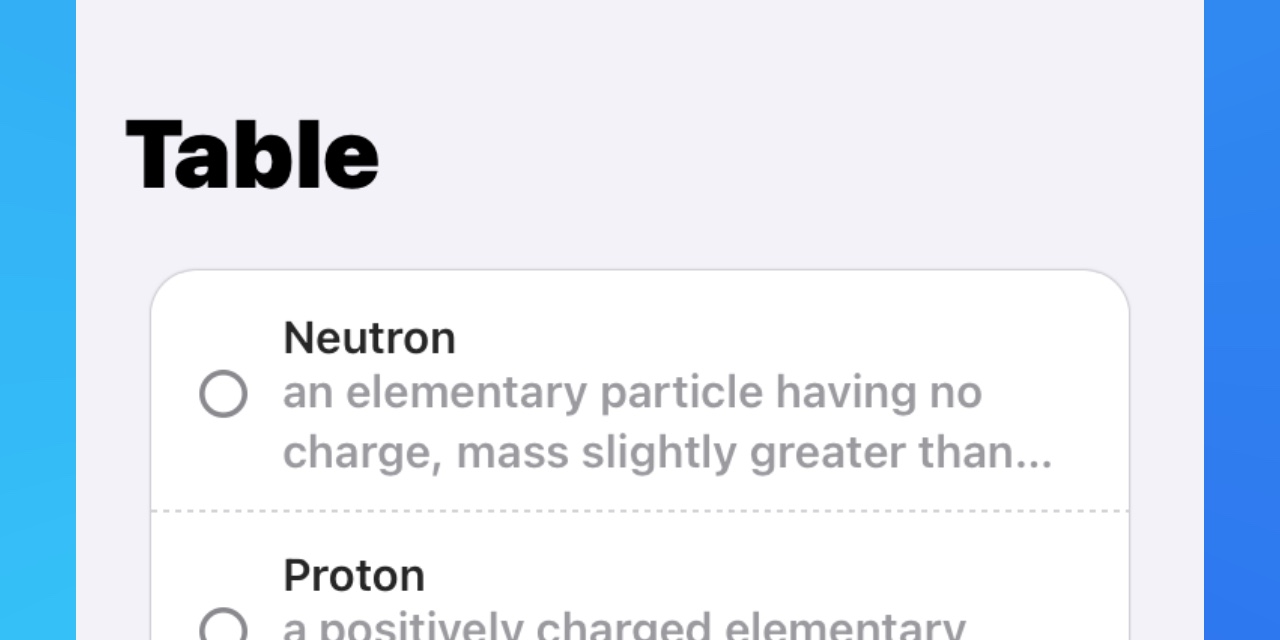 Table
Neutron
an elementary particle having no
charge, mass slightly greater than...
Proton
a positively charged elementary